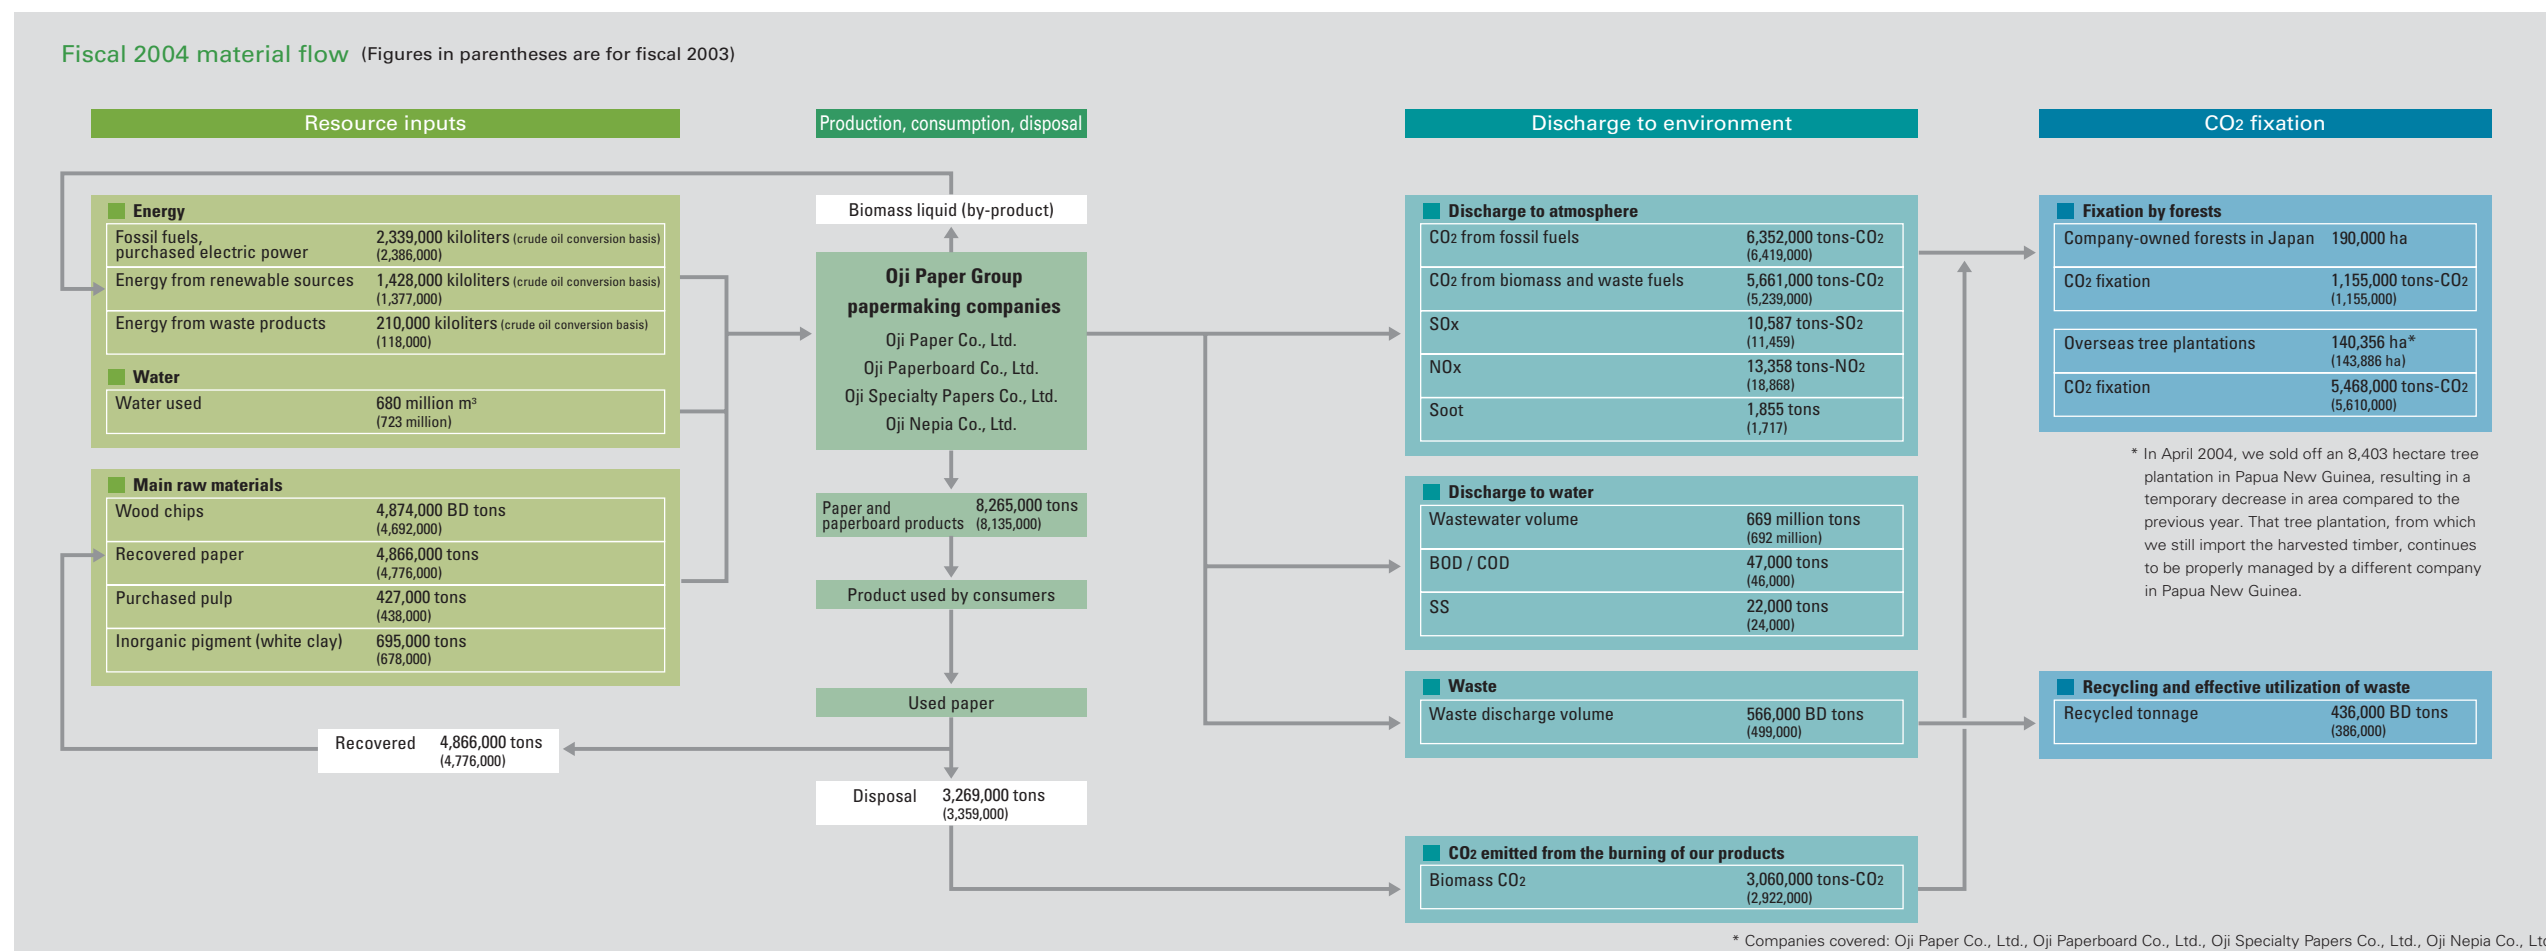 Fiscal 2004 material flow (Figures in parentheses are for fiscal 2003)
Resource inputs
Energy
Fossil fuels,
purchased electric power
2,339,000 kiloliters (crude oil conversion basis)
(2,386,000)
Energy from renewable sources 1,428,000 kiloliters (crude oil conversion basis)
(1,377,000)
Energy from waste products 210,000 kiloliters (crude oil conversion basis)
(118,000)
Water
Water used 680 million m³
(723 million)
Main raw materials
Wood chips 4,874,000 BD tons
(4,692,000)
Recovered paper 4,866,000 tons
(4,776,000)
Purchased pulp 427,000 tons
(438,000)
Inorganic pigment (white clay) 695,000 tons
(678,000)
Recovered 4,866,000 tons
(4,776,000)
Production, consumption, disposal
Biomass liquid (by-product)
Oji Paper Group
papermaking companies
Oji Paper Co., Ltd.
Oji Paperboard Co., Ltd.
Oji Specialty Papers Co., Ltd.
Oji Nepia Co., Ltd.
Paper and
paperboard products
8,265,000 tons
(8,135,000)
Product used by consumers
Used paper
Disposal 3,269,000 tons
(3,359,000)
Discharge to environment
Discharge to atmosphere
CO2 from fossil fuels 6,352,000 tons-CO2
(6,419,000)
CO2 from biomass and waste fuels 5,661,000 tons-CO2
(5,239,000)
SOx 10,587 tons-SO2
(11,459)
NOx 13,358 tons-NO2
(18,868)
Soot 1,855 tons
(1,717)
Discharge to water
Wastewater volume 669 million tons
(692 million)
BOD / COD 47,000 tons
(46,000)
SS 22,000 tons
(24,000)
Waste
Waste discharge volume 566,000 BD tons
(499,000)
CO2 emitted from the burning of our products
Biomass CO2 3,060,000 tons-CO2
(2,922,000)
CO2 fixation
Fixation by forests
Company-owned forests in Japan 190,000 ha
CO2 fixation 1,155,000 tons-CO2
(1,155,000)
Overseas tree plantations 140,356 ha*
(143,886 ha)
CO2 fixation 5,468,000 tons-CO2
(5,610,000)
* In April 2004, we sold off an 8,403 hectare tree
plantation in Papua New Guinea, resulting in a
temporary decrease in area compared to the
previous year. That tree plantation, from which
we still import the harvested timber, continues
to be properly managed by a different company
in Papua New Guinea.
Recycling and effective utilization of waste
Recycled tonnage 436,000 BD tons
(386,000)
* Companies covered: Oji Paper Co., Ltd., Oji Paperboard Co., Ltd., Oji Specialty Papers Co., Ltd., Oji Nepia Co.,